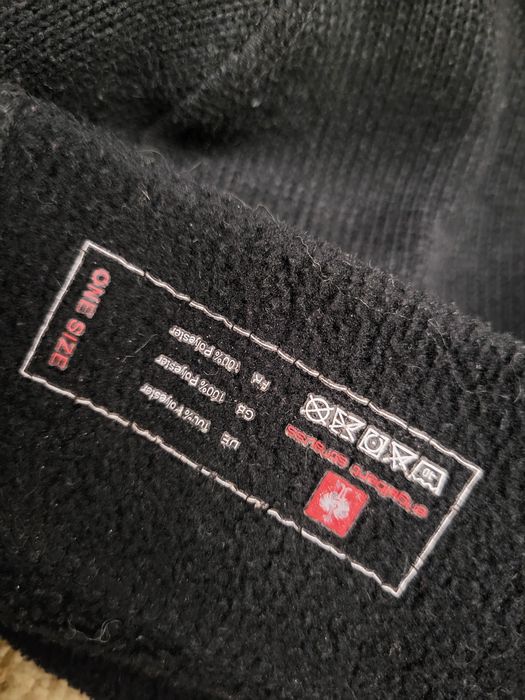 engelbert strauss
DE 100% Polyester
GB 100% Polyester
FR 100% Polyester
ONE SIZE